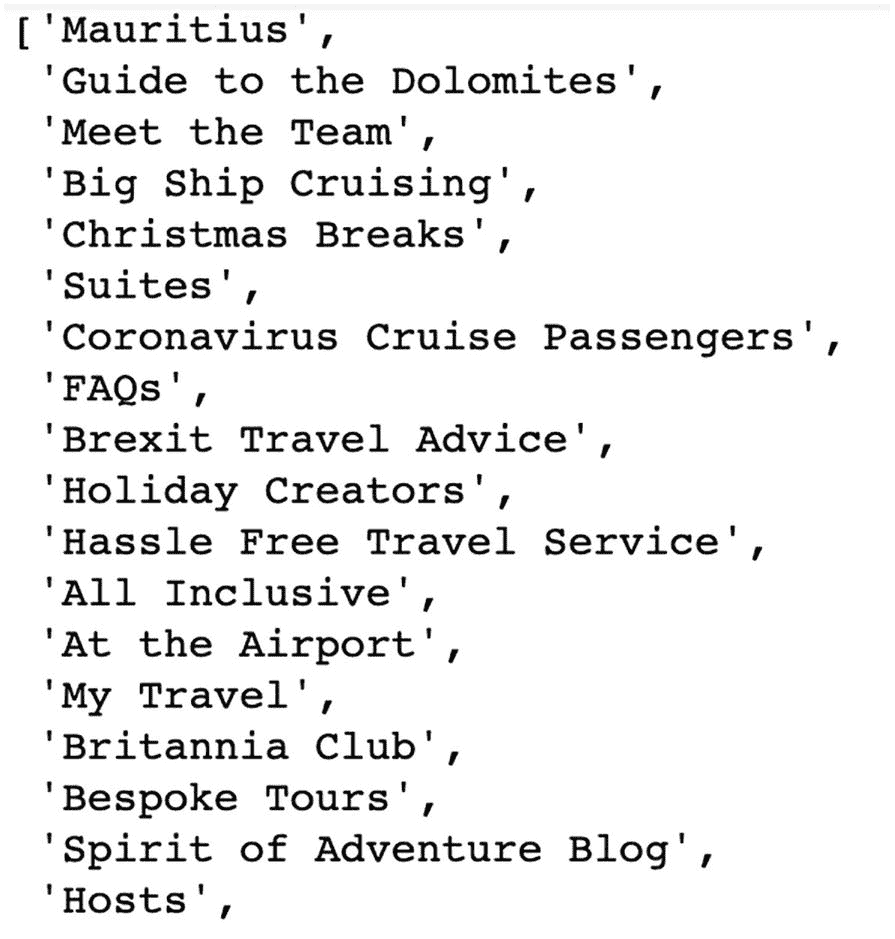 ['Mauritius',
'Guide to the Dolomites',
'Meet the Team',
'Big Ship Cruising',
'Christmas Breaks',
'Suites',
'Coronavirus Cruise Passengers',
'FAQs',
'Brexit Travel Advice',
'Holiday Creators',
'Hassle Free Travel Service',
'All Inclusive',
'At the Airport',
'My Travel',
'Britannia Club',
'Bespoke Tours',
'Spirit of Adventure Blog',
'Hosts',